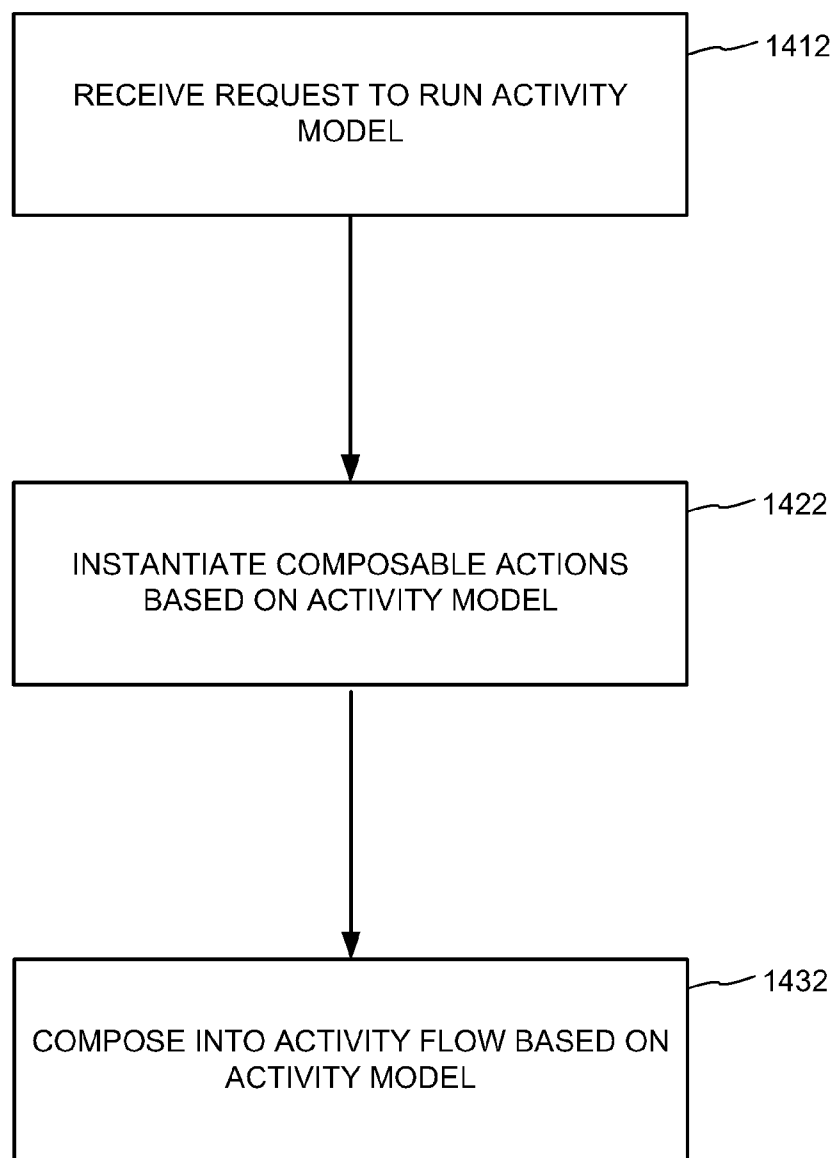 1412
RECEIVE REQUEST TO RUN ACTIVITY
MODEL
1422
INSTANTIATE COMPOSABLE ACTIONS
BASED ON ACTIVITY MODEL
1432
COMPOSE INTO ACTIVITY FLOW BASED ON
ACTIVITY MODEL